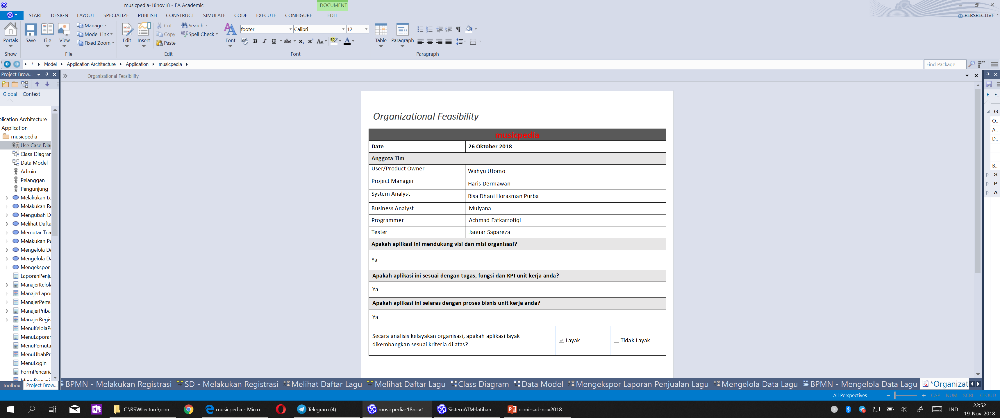 musicpedia-18nov18 - EA Academic
DOCUMENT
START DESIGN LAYOUT SPECIALIZE PUBLISH CONSTRUCT SIMULATE CODE EXECUTE CONFIGURE EDIT
PERSPECTIVE
Manage Cut Search footer Calibri 12
Model Link Copy Spell Check
Portals Save File View Fixed Zoom Edit Insert Paste Font Table Paragraph
Show File Edit Font Paragraph
/ Model Application Architecture Application musicpedia
Find Package
Project Brow...
Organizational Feasibility
Global Context
E.. F..
plication Architecture
Application
musicpedia
Use Case Dia
Class Diagran
Data Model
Admin
Pelanggan
Pengunjung
Melakukan Lo
Melakukan Re
Mengubah D
Melihat Dafta
Memutar Tria
Melakukan Pe
Mengelola Da
Mengelola Da
Mengekspor
LaporanPenju
ManajerKelola
ManajerLapor
ManajerPemu
ManajerPriba
ManajerRegis
MenuKelolaPe
MenuLaporan
MenuPemuta
MenuUbahPri
MenuLogin
FormPencaria
MenuPencaria
Toolbox Project Brow...
Organizational Feasibility
musicpedia
Date 26 Oktober 2018
Anggota Tim
User/Product Owner Wahyu Utomo
Project Manager Haris Dermawan
System Analyst Risa Dhani Horasman Purba
Business Analyst Mulyana
Programmer Achmad Fatkarrofiqi
Tester Januar Sapareza
Apakah aplikasi ini mendukung visi dan misi organisasi?
Ya
Apakah aplikasi ini sesuai dengan tugas, fungsi dan KPI unit kerja anda?
Ya
Apakah aplikasi ini selaras dengan proses bisnis unit kerja anda?
Ya
Secara analisis kelayakan organisasi, apakah aplikasi layak
dikembangkan sesuai kriteria di atas?
Layak Tidak Layak
G
O..
A...
D..
B...
S.
P.
A.
BPMN - Melakukan Registrasi SD - Melakukan Registrasi Melihat Daftar Lagu Melihat Daftar Lagu Class Diagram Data Model Mengekspor Laporan Penjualan Lagu Mengelola Data Lagu BPMN - Mengelola Data Lagu *Organizat
All Perspectives CAP NUM SCRL CLOUD
C:\RSWLecture\rom... musicpedia - Micro... Telegram (4) musicpedia-18nov1... SistemATM-latihan ... romi-sad-nov2018.... IND
22:52
19-Nov-2018